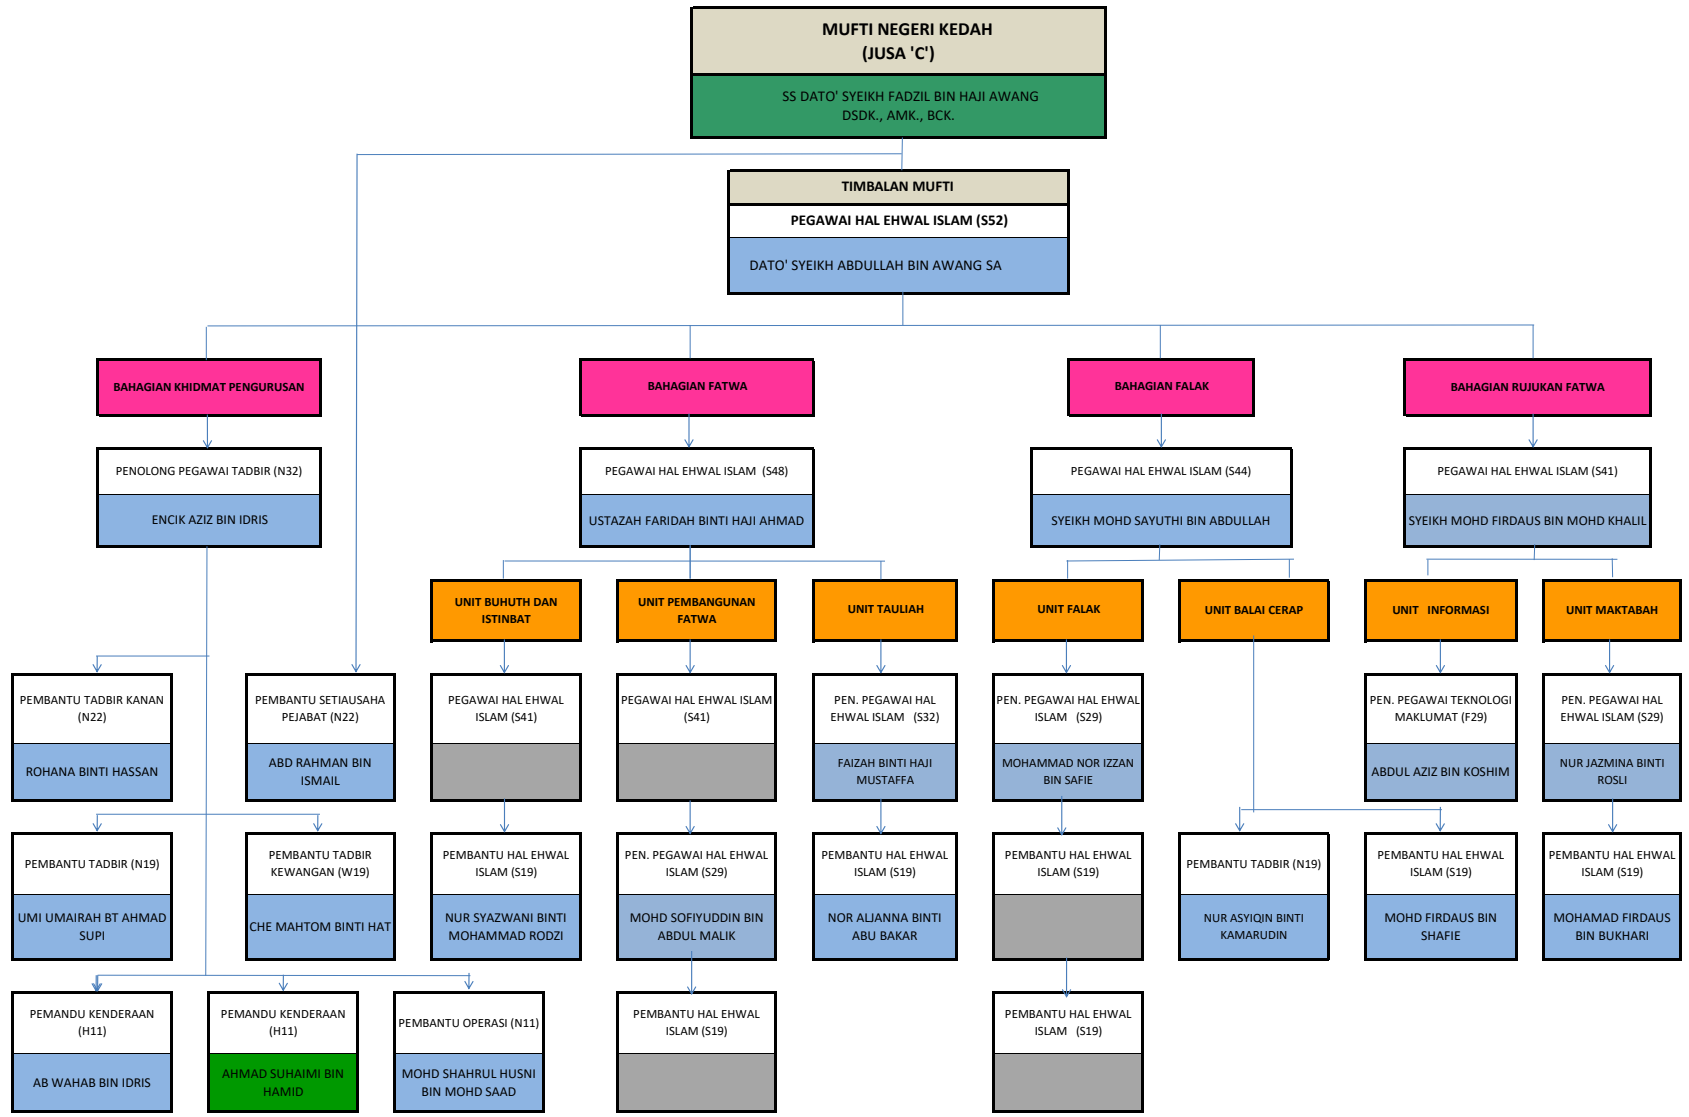 MUFTI NEGERI KEDAH
(JUSA 'C')
SS DATO' SYEIKH FADZIL BIN HAJI AWANG
DSDK., AMK., BCK.
TIMBALAN MUFTI
PEGAWAI HAL EHWAL ISLAM (S52)
DATO' SYEIKH ABDULLAH BIN AWANG SA
BAHAGIAN KHIDMAT PENGURUSAN
BAHAGIAN FATWA
BAHAGIAN FALAK
BAHAGIAN RUJUKAN FATWA
PENOLONG PEGAWAI TADBIR (N32)
ENCIK AZIZ BIN IDRIS
PEGAWAI HAL EHWAL ISLAM (S48)
USTAZAH FARIDAH BINTI HAJI AHMAD
PEGAWAI HAL EHWAL ISLAM (S44)
SYEIKH MOHD SAYUTHI BIN ABDULLAH
PEGAWAI HAL EHWAL ISLAM (S41)
SYEIKH MOHD FIRDAUS BIN MOHD KHALIL
UNIT BUHUTH DAN
ISTINBAT
UNIT PEMBANGUNAN
FATWA
UNIT TAULIAH
UNIT FALAK
UNIT BALAI CERAP
UNIT INFORMASI
UNIT MAKTABAH
PEMBANTU TADBIR KANAN
(N22)
ROHANA BINTI HASSAN
PEMBANTU SETIAUSAHA
PEJABAT (N22)
ABD RAHMAN BIN
ISMAIL
PEGAWAI HAL EHWAL
ISLAM (S41)
PEGAWAI HAL EHWAL ISLAM
(S41)
PEN. PEGAWAI HAL
EHWAL ISLAM (S32)
FAIZAH BINTI HAJI
MUSTAFFA
PEN. PEGAWAI HAL EHWAL
ISLAM (S29)
MOHAMMAD NOR IZZAN
BIN SAFIE
PEN. PEGAWAI TEKNOLOGI
MAKLUMAT (F29)
ABDUL AZIZ BIN KOSHIM
PEN. PEGAWAI HAL
EHWAL ISLAM (S29)
NUR JAZMINA BINTI
ROSLI
PEMBANTU TADBIR (N19)
UMI UMAIRAH BT AHMAD
SUPI
PEMBANTU TADBIR
KEWANGAN (W19)
CHE MAHTOM BINTI HAT
PEMBANTU HAL EHWAL
ISLAM (S19)
NUR SYAZWANI BINTI
MOHAMMAD RODZI
PEN. PEGAWAI HAL EHWAL
ISLAM (S29)
MOHD SOFIYUDDIN BIN
ABDUL MALIK
PEMBANTU HAL EHWAL
ISLAM (S19)
NOR ALJANNA BINTI
ABU BAKAR
PEMBANTU HAL EHWAL
ISLAM (S19)
PEMBANTU TADBIR (N19)
NUR ASYIQIN BINTI
KAMARUDIN
PEMBANTU HAL EHWAL
ISLAM (S19)
MOHD FIRDAUS BIN
SHAFIE
PEMBANTU HAL EHWAL
ISLAM (S19)
MOHAMAD FIRDAUS
BIN BUKHARI
PEMANDU KENDERAAN
(H11)
AB WAHAB BIN IDRIS
PEMANDU KENDERAAN
(H11)
AHMAD SUHAIMI BIN
HAMID
PEMBANTU OPERASI (N11)
MOHD SHAHRUL HUSNI
BIN MOHD SAAD
PEMBANTU HAL EHWAL
ISLAM (S19)
PEMBANTU HAL EHWAL
ISLAM (S19)